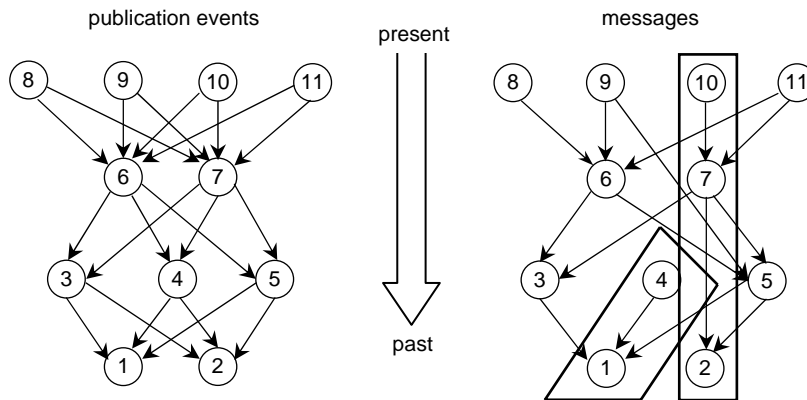 publication events
present
messages
8 9 10 11
8 9 10 11
6 7
6 7
3 4 5
3 4 5
past
1 2
1 2